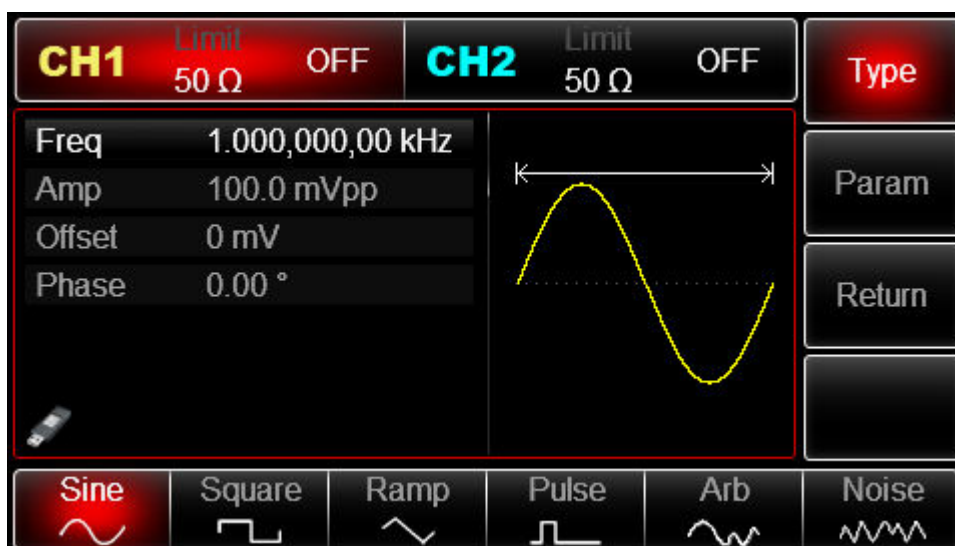 CH1 Limit 50 Ω OFF CH2 Limit 50 Ω OFF
Type
Freq 1.000,000,00 kHz
Amp 100.0 mVpp
Offset 0 mV
Phase 0.00 °
Param
Return
Sine Square Ramp Pulse Arb Noise